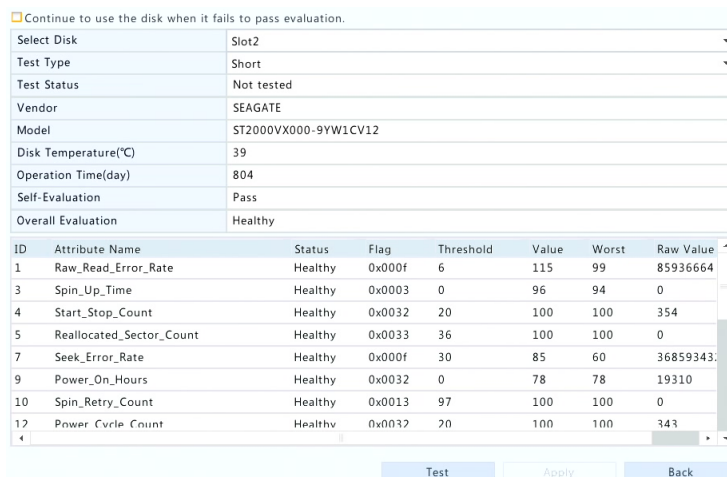 Continue to use the disk when it fails to pass evaluation.
Select Disk Slot2
Test Type Short
Test Status Not tested
Vendor SEAGATE
Model ST2000VX000-9YW1CV12
Disk Temperature(℃) 39
Operation Time(day) 804
Self-Evaluation Pass
Overall Evaluation Healthy
ID Attribute Name Status Flag Threshold Value Worst Raw Value
1 Raw_Read_Error_Rate Healthy 0x000f 6 115 99 85936664
3 Spin_Up_Time Healthy 0x0003 0 96 94 0
4 Start_Stop_Count Healthy 0x0032 20 100 100 354
5 Reallocated_Sector_Count Healthy 0x0033 36 100 100 0
7 Seek_Error_Rate Healthy 0x000f 30 85 60
9 Power_On_Hours Healthy 0x0032 0 78 78 19310
10 Spin_Retry_Count Healthy 0x0013 97 100 100 0
12 Power_Cycle_Count Healthy 0x0032 20 100 100 343
Test Apply Back